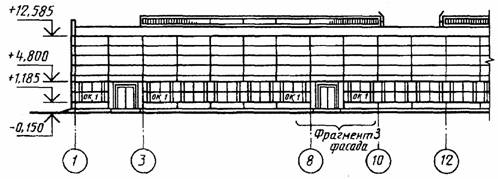 +12,585
+4,800
+1,185
ОК 1 ОК 1 ОК 1 ОК 1
-0,150
Фрагмент 3
фасада
1 3 8 10 12